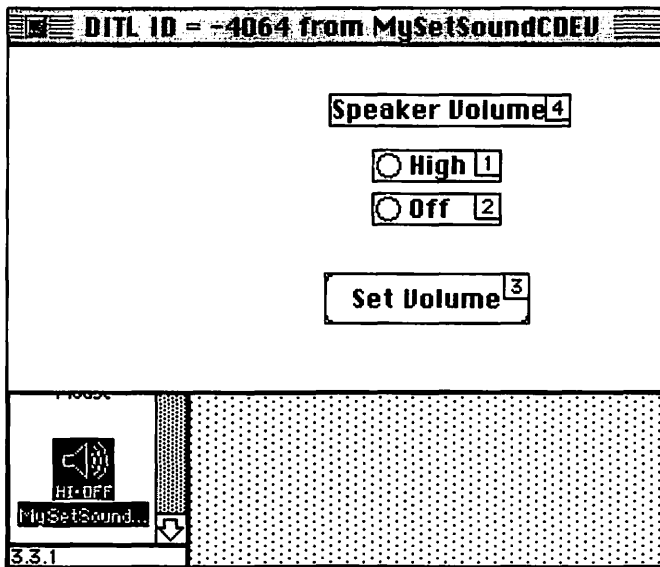 DITL ID = -4064 from MySetSoundCDEV
Speaker Volume 4
High 1
Off 2
Set Volume 3
Mouse
HI-OFF
MySetSound...
3.3.1